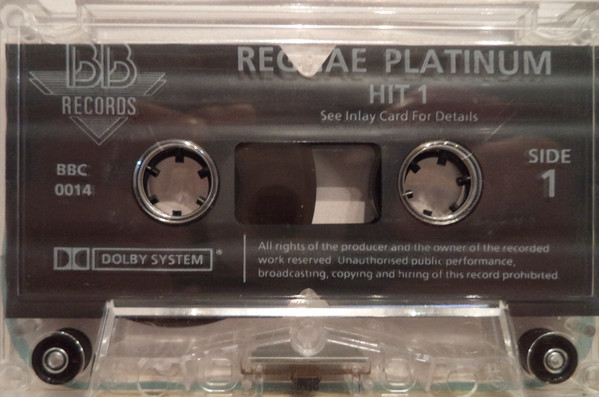 BB
RECORDS
REGGAE PLATINUM
HIT 1
See Inlay Card For Details
BBC
0014
SIDE
1
DOLBY SYSTEM
All rights of the producer and the owner of the recorded
work reserved. Unauthorised public performance,
broadcasting, copying and hiring of this record prohibited